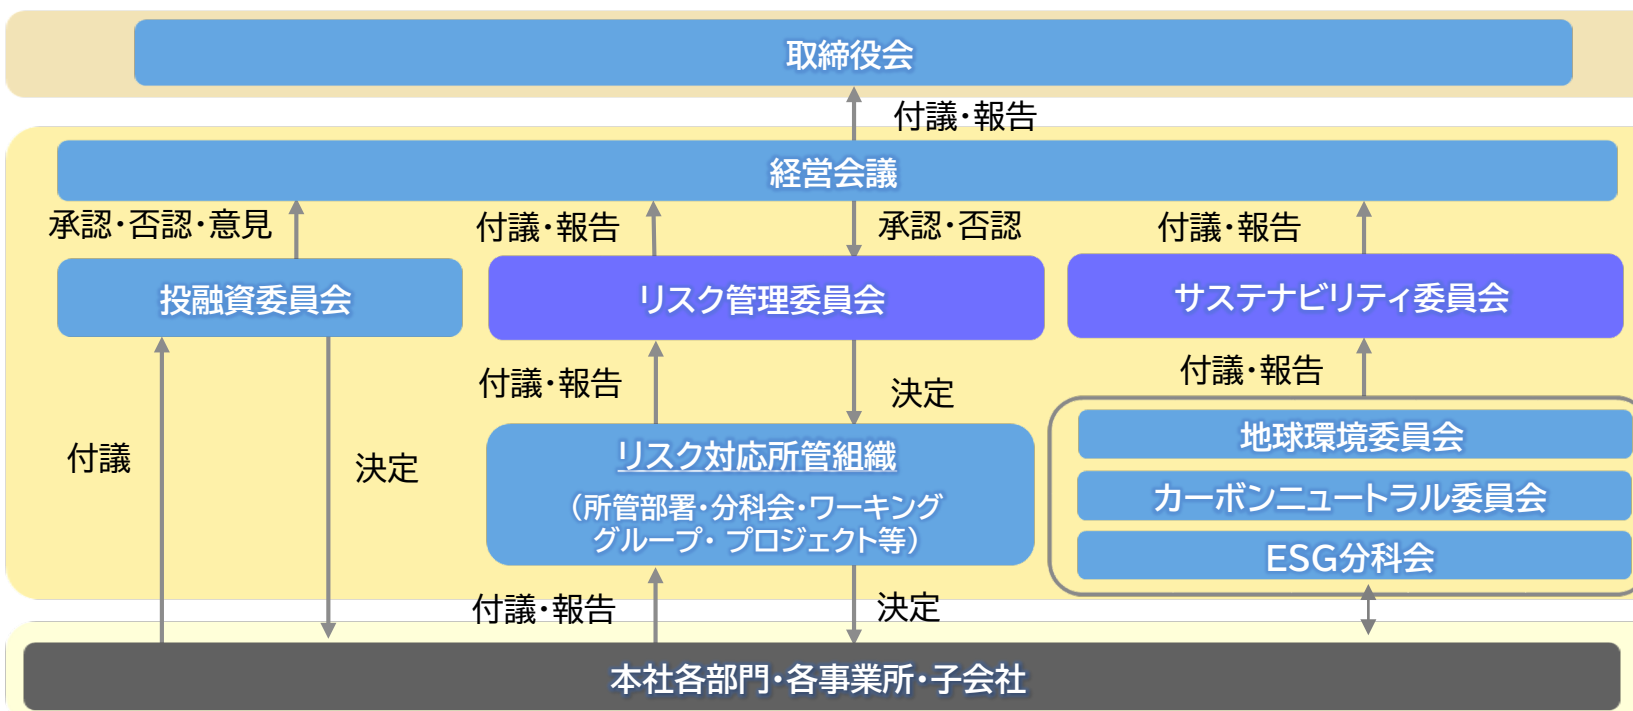 取締役会
付議・報告
経営会議
承認・否認・意見
付議・報告
承認・否認
付議・報告
投融資委員会
リスク管理委員会
サステナビリティ委員会
付議・報告
決定
付議・報告
付議
決定
リスク対応所管組織
（所管部署・分科会・ワーキング
グループ・ プロジェクト等）
地球環境委員会
カーボンニュートラル委員会
ESG分科会
付議・報告
決定
本社各部門・各事業所・子会社